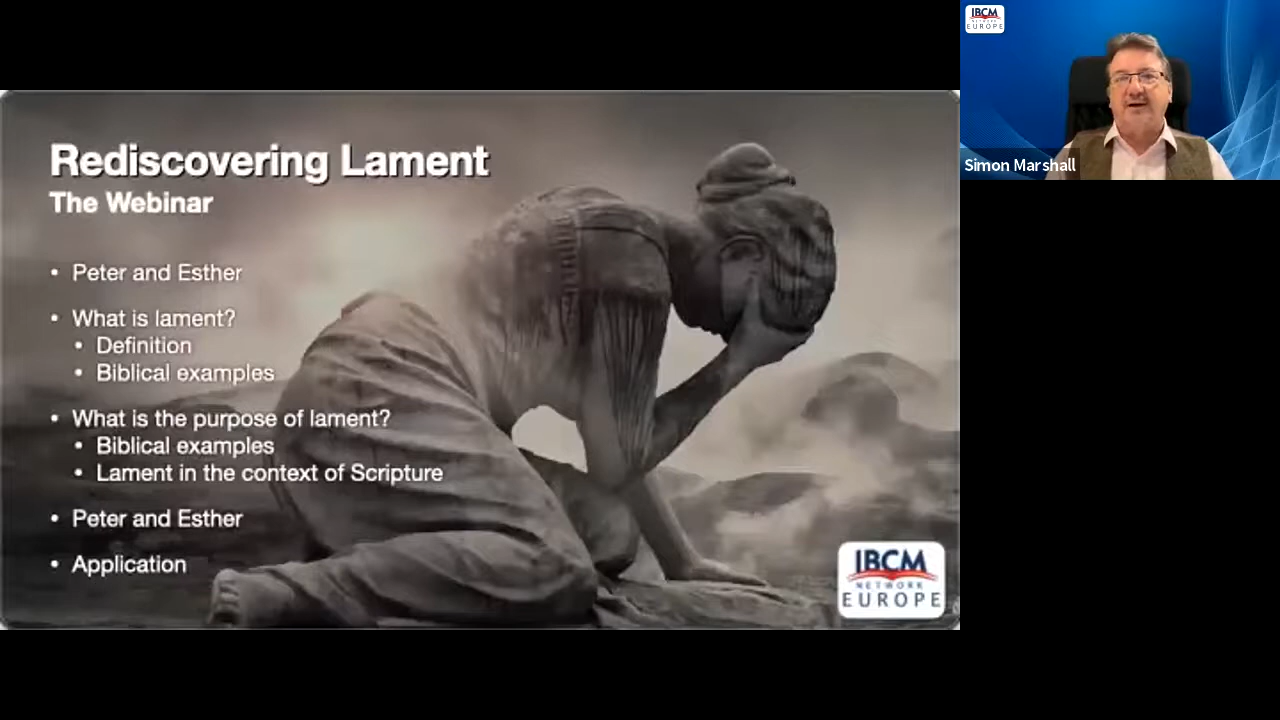 Rediscovering Lament
The Webinar
• Peter and Esther
• What is lament?
• Definition
• Biblical examples
• What is the purpose of lament?
• Biblical examples
• Lament in the context of Scripture
• Peter and Esther
• Application
IBCM
NETWORK
EUROPE
IBCM
NETWORK
EUROPE
Simon Marshall